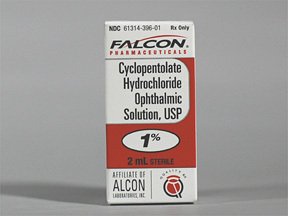 NDC 61314-396-01 Rx Only
FALCON
PHARMACEUTICALS
Cyclopentolate
Hydrochloride
Ophthalmic
Solution, USP
1%
2 mL STERILE
AFFILIATE OF
ALCON
LABORATORIES, INC.
QUALITY